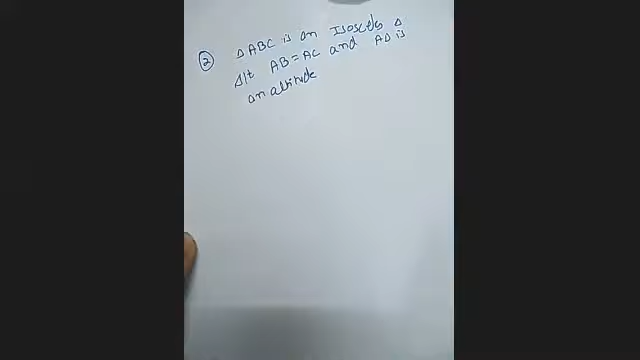 ② Δ ABC is an Isosceles Δ
s/t AB = AC and AD is
an altitude